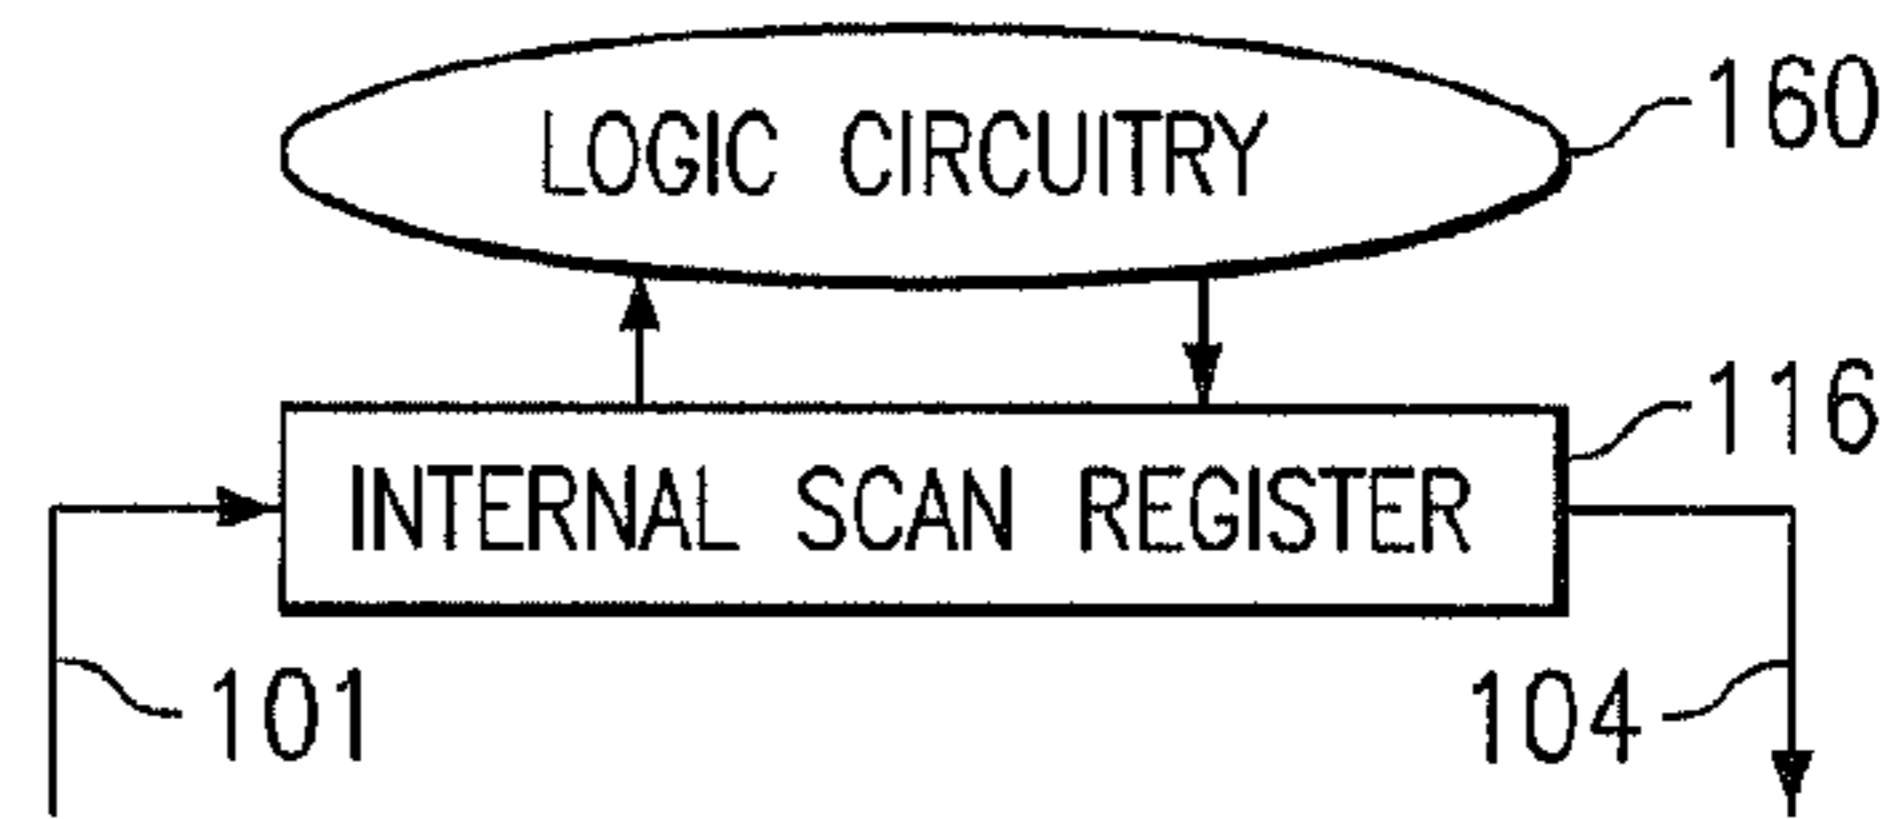 LOGIC CIRCUITRY
160
116
INTERNAL SCAN REGISTER
101
104